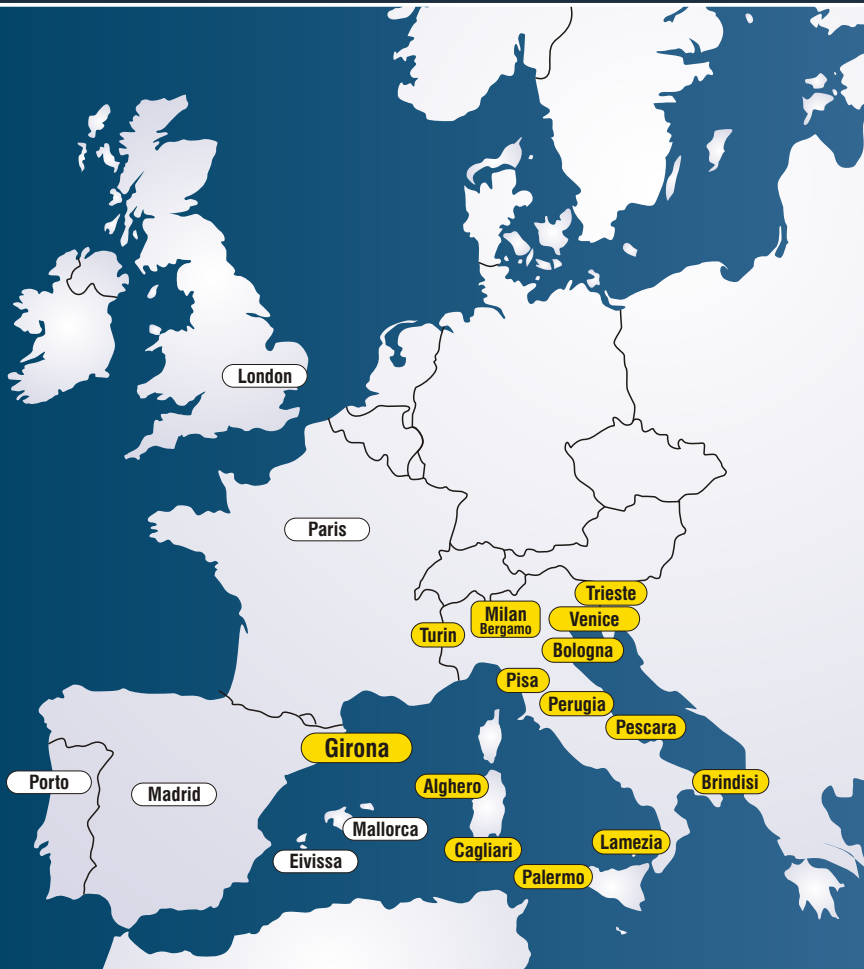 London
Paris
Trieste
Milan
Bergamo
Venice
Turin
Bologna
Pisa
Perugia
Pescara
Girona
Porto
Madrid
Alghero
Brindisi
Mallorca
Eivissa
Cagliari
Lamezia
Palermo